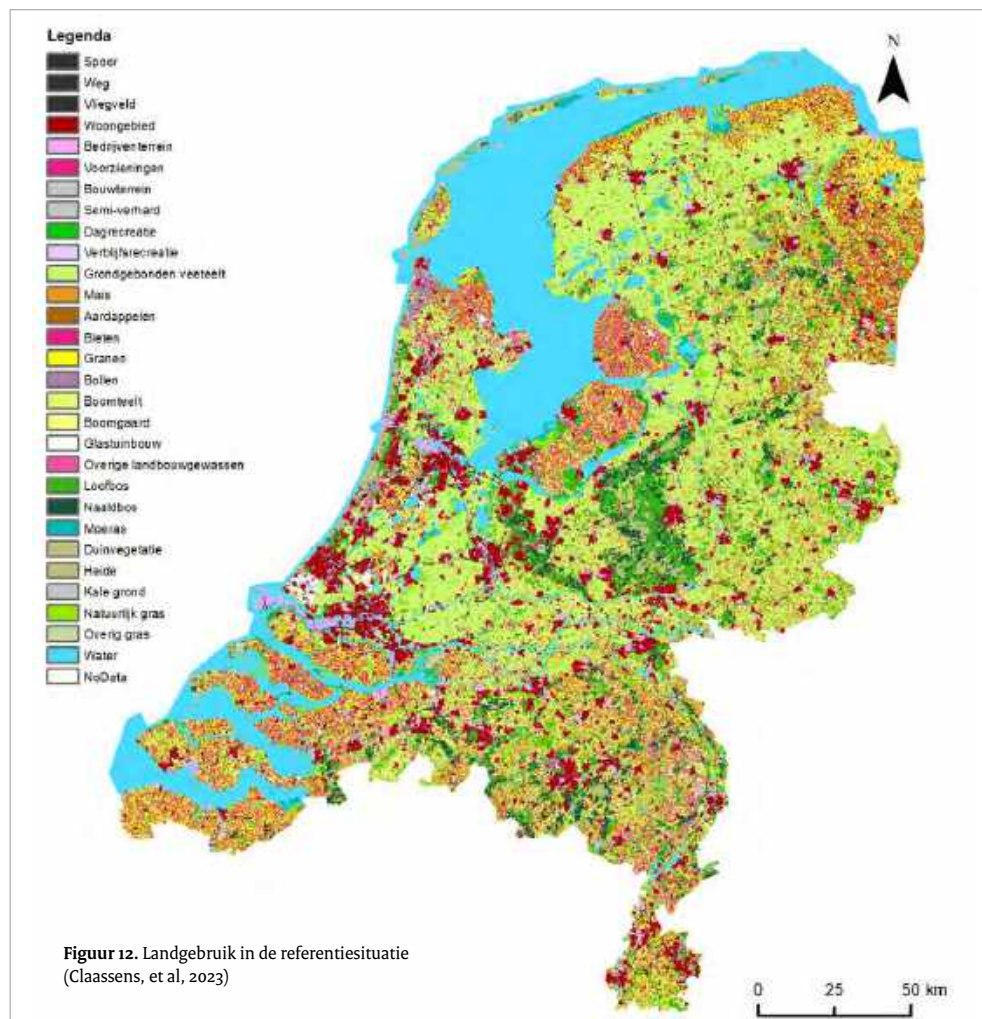 Legenda
Spoor
Weg
Vliegveld
Woongebied
Bedrijventerrein
Voorzieningen
Bouwterrein
Semi-verhard
Dagrecreatie
Verblijfsrecreatie
Grondgebonden veeteelt
Mais
Aardappelen
Bieten
Granen
Bollen
Boomteelt
Boomgaard
Glastuinbouw
Overige landbouwgewassen
Loofbos
Naaldbos
Moeras
Duinvegetatie
Heide
Kale grond
Natuurlijk gras
Overig gras
Water
NoData
N
Figuur 12. Landgebruik in de referentiesituatie
(Claassens, et al, 2023)
0 25 50 km